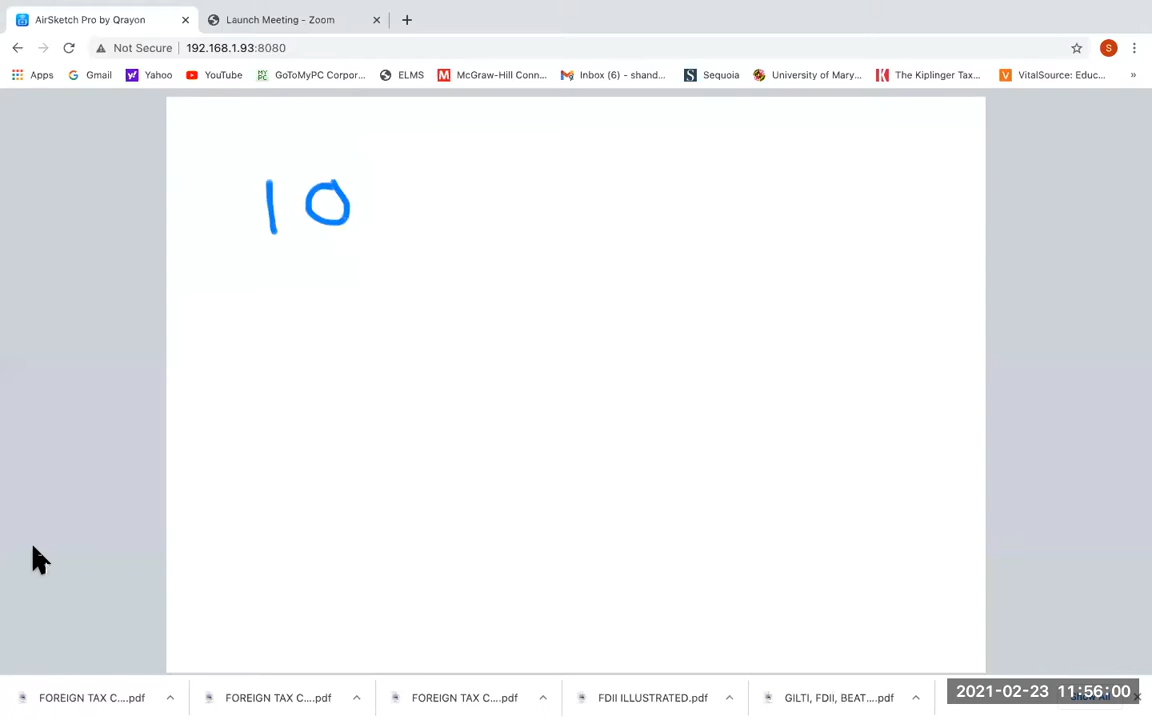 AirSketch Pro by Qrayon
Launch Meeting - Zoom
Not Secure 192.168.1.93:8080
S
Apps Gmail Yahoo YouTube GoToMyPC Corpor... ELMS McGraw-Hill Conn... Inbox (6) - shand... Sequoia University of Mary... The Kiplinger Tax... VitalSource: Educ... »
10
FOREIGN TAX C....pdf FOREIGN TAX C....pdf FOREIGN TAX C....pdf FDII ILLUSTRATED.pdf GILTI, FDII, BEAT....pdf Show All
2021-02-23 11:56:00